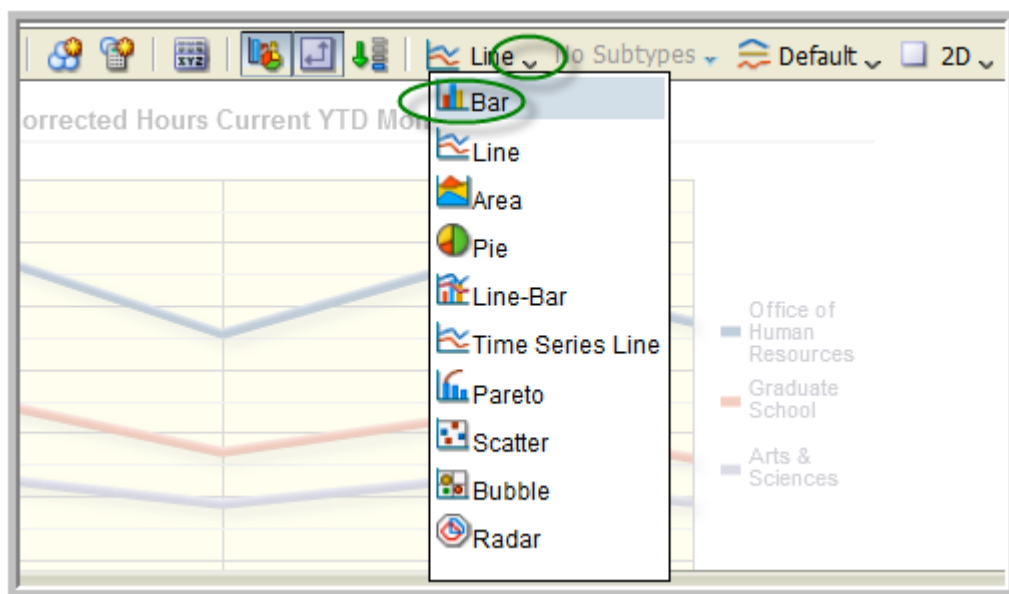 Line No Subtypes Default 2D
orrected Hours Current YTD Mon
Bar
Line
Area
Pie
Line-Bar
Time Series Line
Pareto
Scatter
Bubble
Radar
Office of
Human
Resources
Graduate
School
Arts &
Sciences